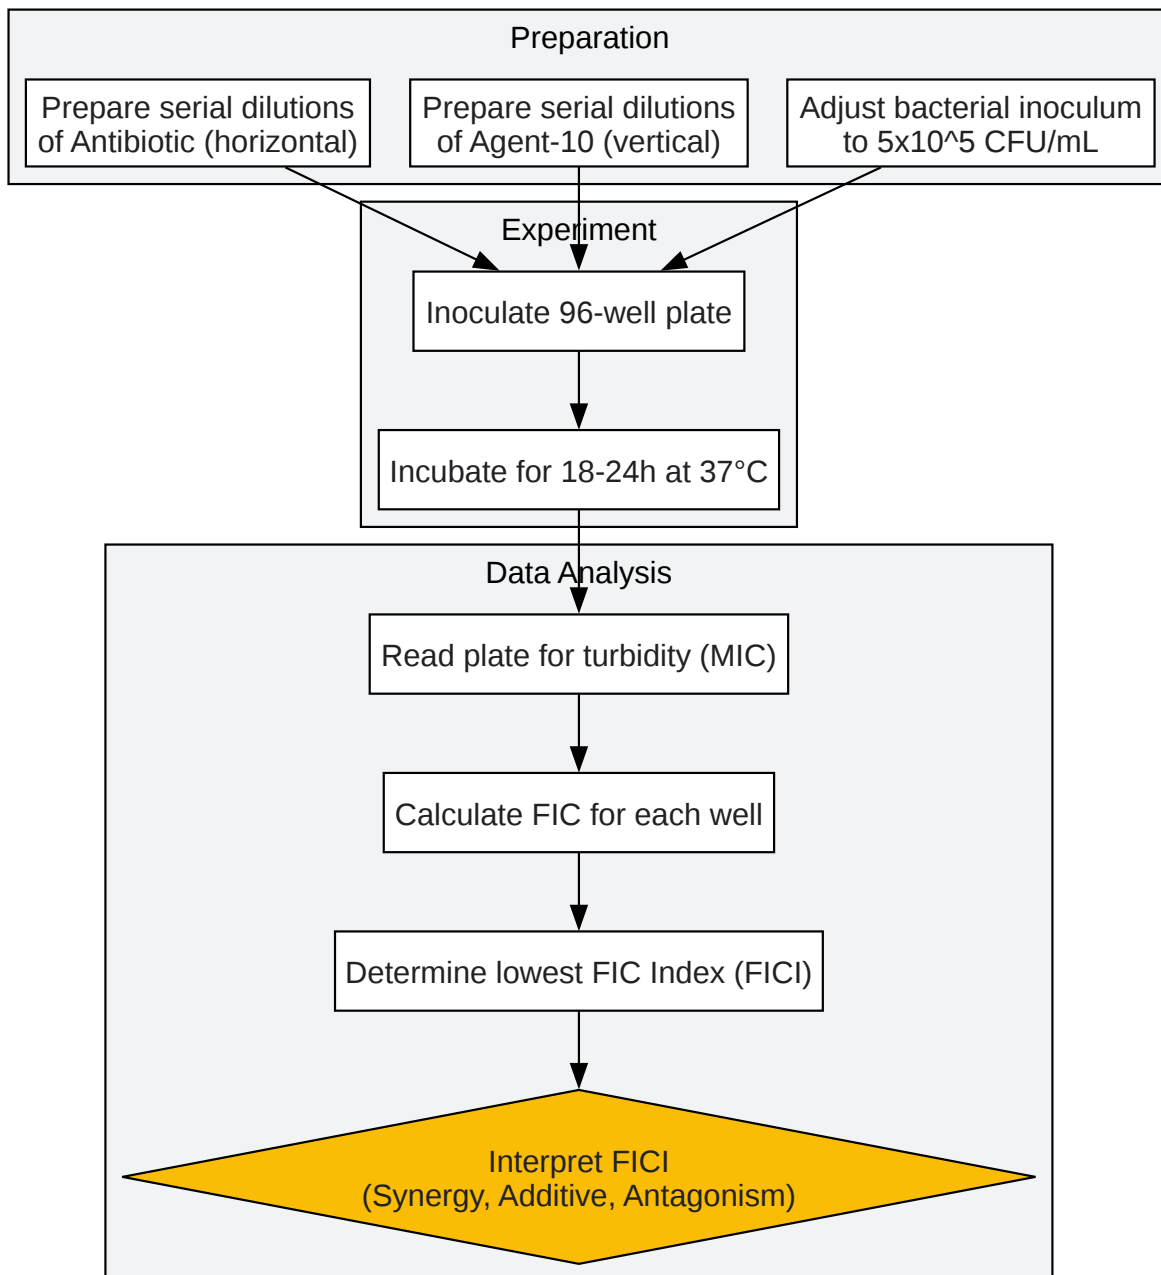 Preparation
Prepare serial dilutions
of Antibiotic (horizontal)
Prepare serial dilutions
of Agent-10 (vertical)
Adjust bacterial inoculum
to 5x10^5 CFU/mL
Experiment
Inoculate 96-well plate
Incubate for 18-24h at 37°C
Data Analysis
Read plate for turbidity (MIC)
Calculate FIC for each well
Determine lowest FIC Index (FICI)
Interpret FICI
(Synergy, Additive, Antagonism)